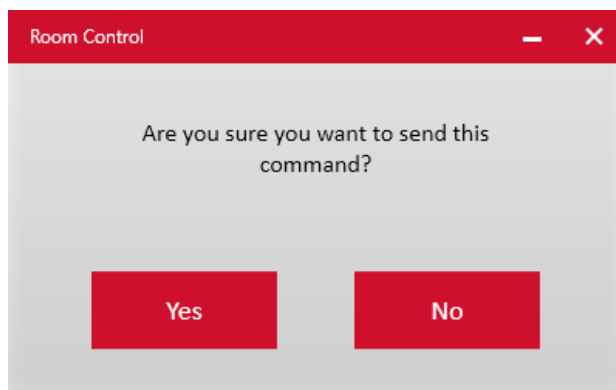 Room Control
Are you sure you want to send this
command?
Yes
No